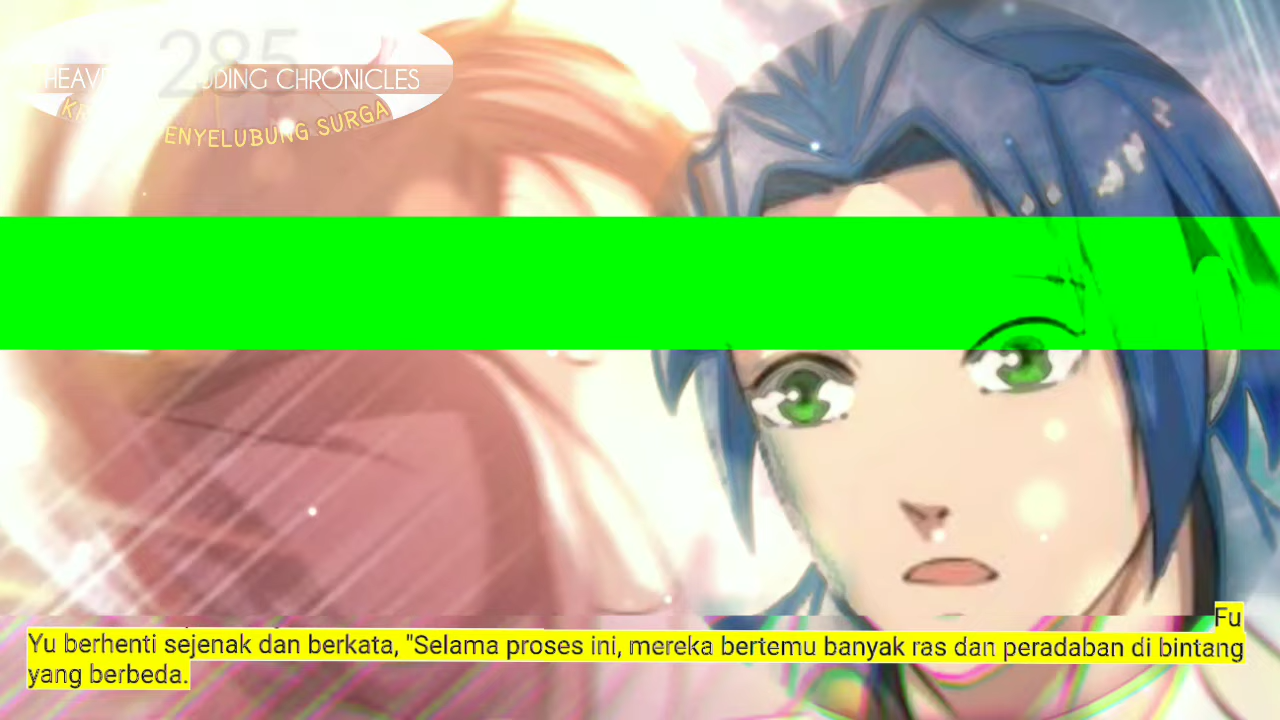 285
HEAV UDING CHRONICLES
ENYELUBUNG SURGA
Fu
Yu berhenti sejenak dan berkata, "Selama proses ini, mereka bertemu banyak ras dan peradaban di bintang
yang berbeda.